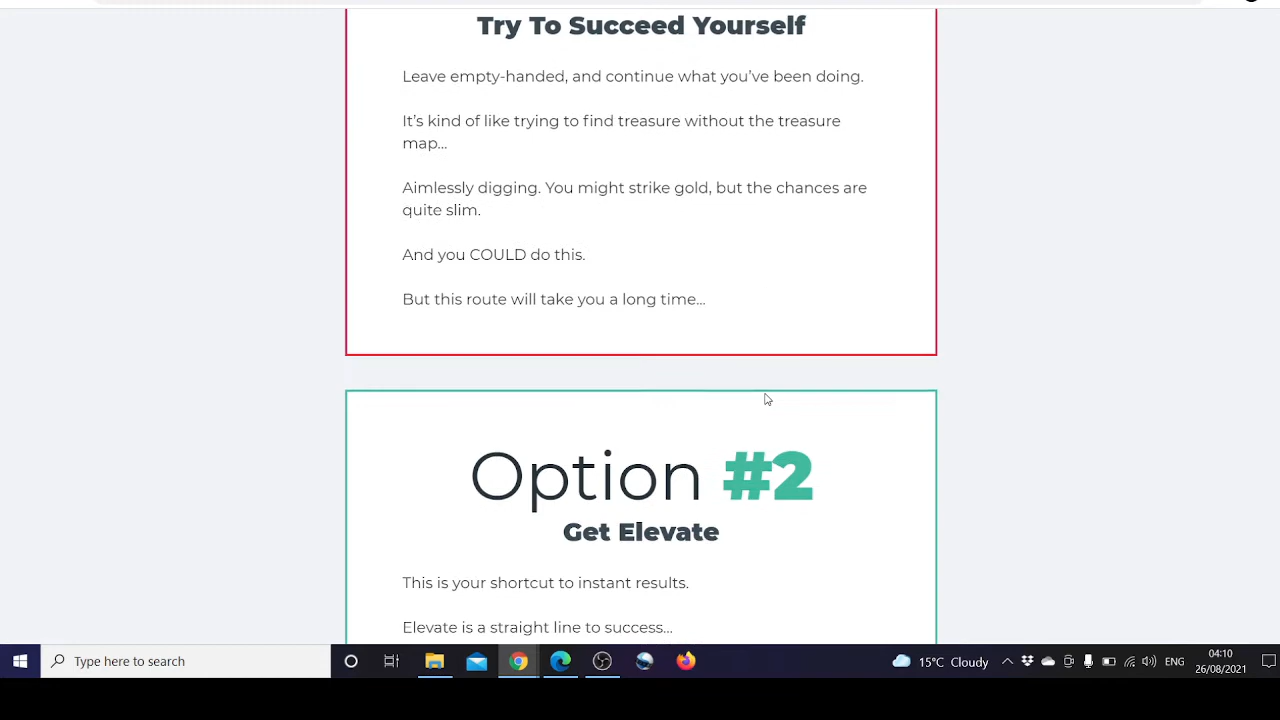 Try To Succeed Yourself
Leave empty-handed, and continue what you've been doing.
It's kind of like trying to find treasure without the treasure
map...
Aimlessly digging. You might strike gold, but the chances are
quite slim.
And you COULD do this.
But this route will take you a long time...
Option #2
Get Elevate
This is your shortcut to instant results.
Elevate is a straight line to success...
Type here to search
15°C Cloudy
ENG
04:10
26/08/2021